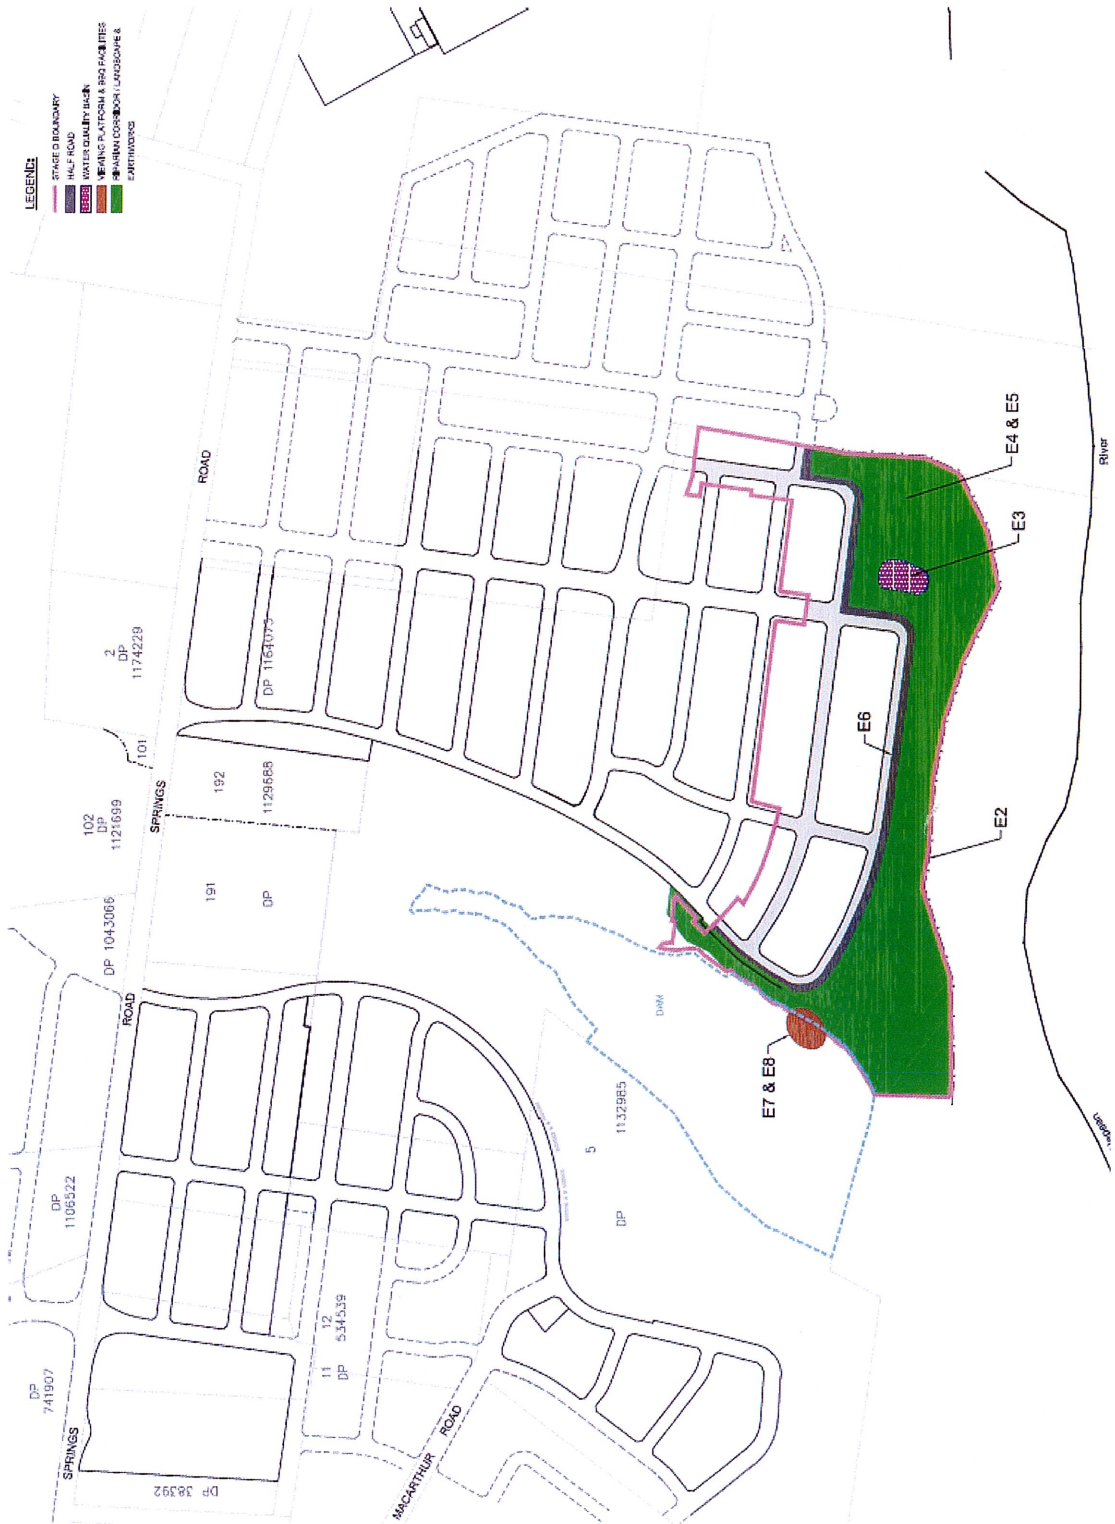 LEGEND:
STAGE D BOUNDARY
HALF ROAD
WATER QUALITY BASIN
VIEWING PLATFORM & BBQ FACILITIES
RIPARIAN CORRIDOR / LANDSCAPE &
EARTHWORKS
ROAD
2
DP
1174229
DP 1164073
101
102
DP
1121699
SPRINGS
192
1129688
191
DP
DP 1043066
ROAD
DP
1106522
DP
741907
SPRINGS
DP 38392
11
12
DP
534539
MACARTHUR
ROAD
5
DP
1132985
DAM
E7 & E8
E6
E2
E3
E4 & E5
River